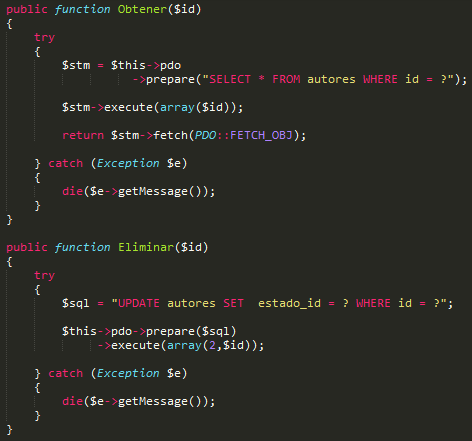 public function Obtener($id)
{
    try
    {
        $stm = $this->pdo
                  ->prepare("SELECT * FROM autores WHERE id = ?");

        $stm->execute(array($id));

        return $stm->fetch(PDO::FETCH_OBJ);

    } catch (Exception $e)
    {
        die($e->getMessage());
    }
}

public function Eliminar($id)
{
    try
    {
        $sql = "UPDATE autores SET  estado_id = ? WHERE id = ?";

        $this->pdo->prepare($sql)
             ->execute(array(2,$id));

    } catch (Exception $e)
    {
        die($e->getMessage());
    }
}